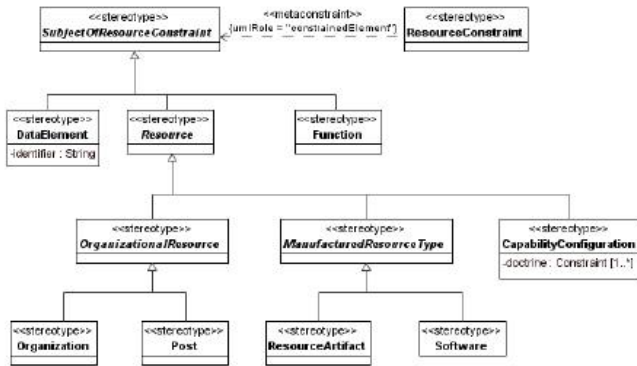 <<stereotype>>
SubjectOfResourceConstraint
<<metaconstraint>>
{umlRole = "constrainedElement"}
<<stereotype>>
ResourceConstraint
<<stereotype>>
DataElement
-identifier : String
<<stereotype>>
Resource
<<stereotype>>
Function
<<stereotype>>
OrganizationalResource
<<stereotype>>
ManufacturedResourceType
<<stereotype>>
CapabilityConfiguration
-doctrine : Constraint [1..*]
<<stereotype>>
Organization
<<stereotype>>
Post
<<stereotype>>
ResourceArtifact
<<stereotype>>
Software